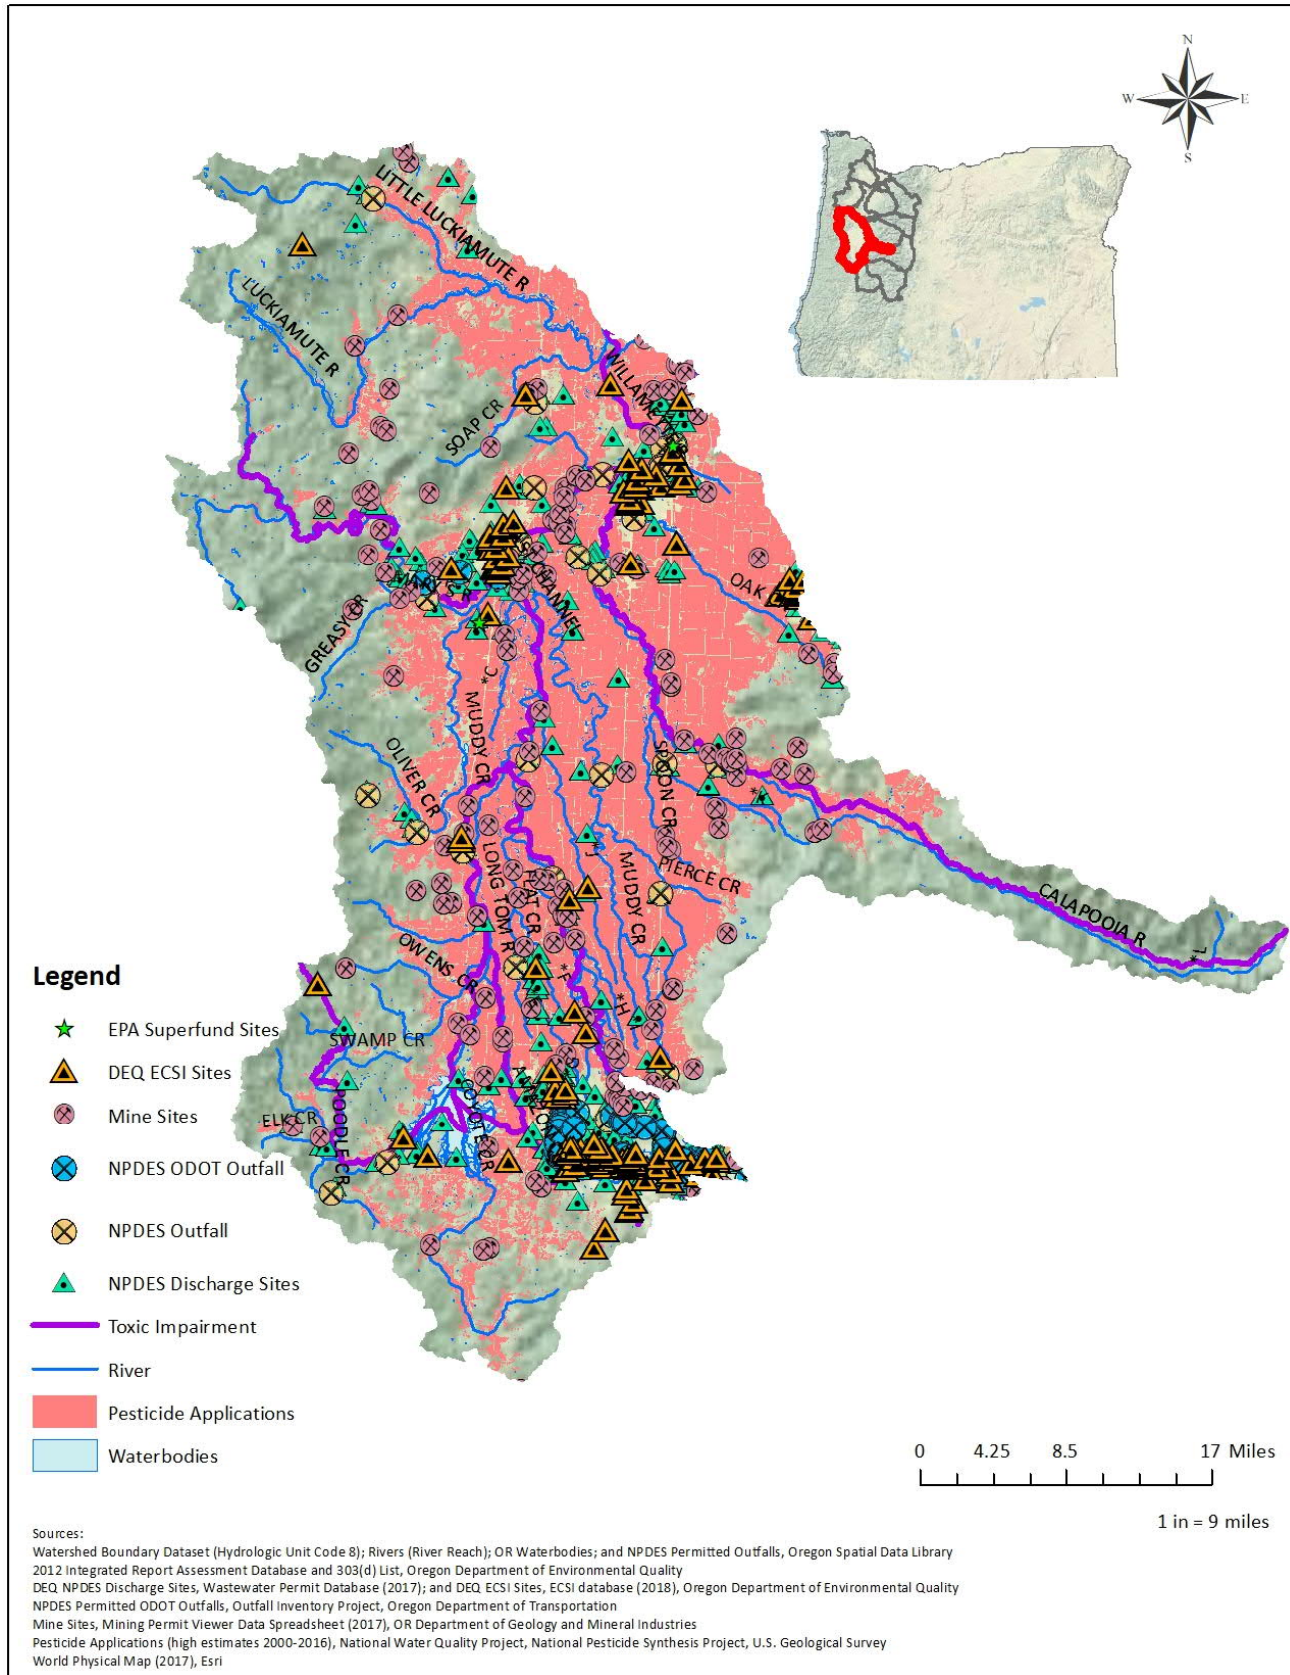 N
W
E
S
LITTLE LUCKIAMUTE R
LUCKIAMUTE R
SOAP CR
OAK
GREASY CR
*C
MUDDY CR
OLIVER CR
SPOON CR
*J
LONG TOM R
FLAT CR
MUDDY CR
PIERCE CR
CALAPOOIA R
*L
OWENS CR
*F
*H
SWAMP CR
ELK CR
POODLE CR
COYOTE CR
Legend
EPA Superfund Sites
DEQ ECSI Sites
Mine Sites
NPDES ODOT Outfall
NPDES Outfall
NPDES Discharge Sites
Toxic Impairment
River
Pesticide Applications
Waterbodies
0 4.25 8.5 17 Miles
1 in = 9 miles
Sources:
Watershed Boundary Dataset (Hydrologic Unit Code 8); Rivers (River Reach); OR Waterbodies; and NPDES Permitted Outfalls, Oregon Spatial Data Library
2012 Integrated Report Assessment Database and 303(d) List, Oregon Department of Environmental Quality
DEQ NPDES Discharge Sites, Wastewater Permit Database (2017); and DEQ ECSI Sites, ECSI database (2018), Oregon Department of Environmental Quality
NPDES Permitted ODOT Outfalls, Outfall Inventory Project, Oregon Department of Transportation
Mine Sites, Mining Permit Viewer Data Spreadsheet (2017), OR Department of Geology and Mineral Industries
Pesticide Applications (high estimates 2000-2016), National Water Quality Project, National Pesticide Synthesis Project, U.S. Geological Survey
World Physical Map (2017), Esri